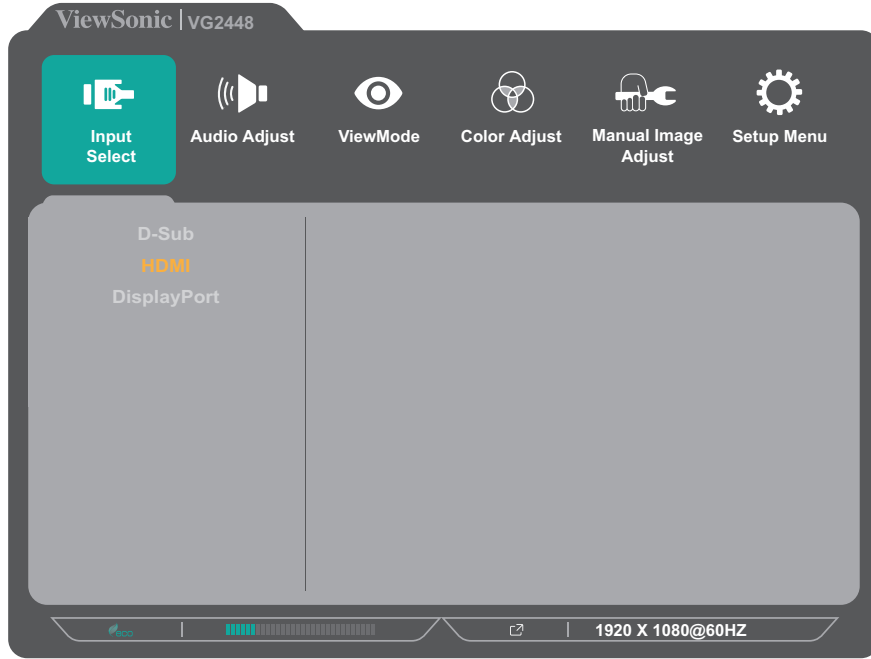 ViewSonic | VG2448
Input Select
Audio Adjust
ViewMode
Color Adjust
Manual Image Adjust
Setup Menu
D-Sub
HDMI
DisplayPort
eco
1920 X 1080@60HZ